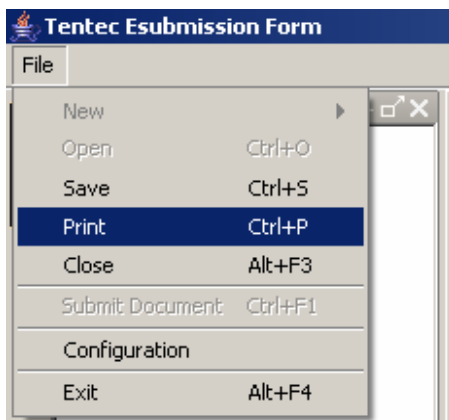 Tentec Esubmission Form
File
New
Open Ctrl+O
Save Ctrl+S
Print Ctrl+P
Close Alt+F3
Submit Document Ctrl+F1
Configuration
Exit Alt+F4